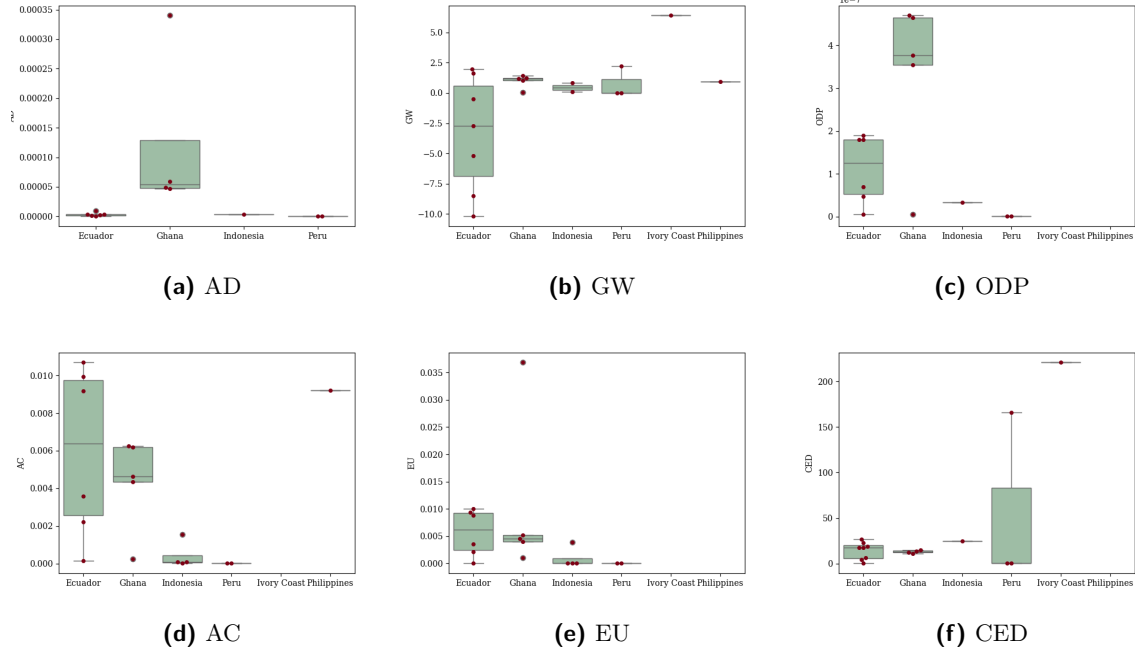 0.00035
0.00030
0.00025
0.00020
0.00015
0.00010
0.00005
0.00000
AD
Ecuador Ghana Indonesia Peru
(a) AD
5.0
2.5
0.0
−2.5
−5.0
−7.5
−10.0
GW
Ecuador Ghana Indonesia Peru Ivory Coast Philippines
(b) GW
4
3
2
1
0
ODP
Ecuador Ghana Indonesia Peru Ivory Coast Philippines
(c) ODP
0.010
0.008
0.006
0.004
0.002
0.000
AC
Ecuador Ghana Indonesia Peru Ivory Coast Philippines
(d) AC
0.035
0.030
0.025
0.020
0.015
0.010
0.005
0.000
EU
Ecuador Ghana Indonesia Peru Ivory Coast Philippines
(e) EU
200
150
100
50
0
CED
Ecuador Ghana Indonesia Peru Ivory Coast Philippines
(f) CED